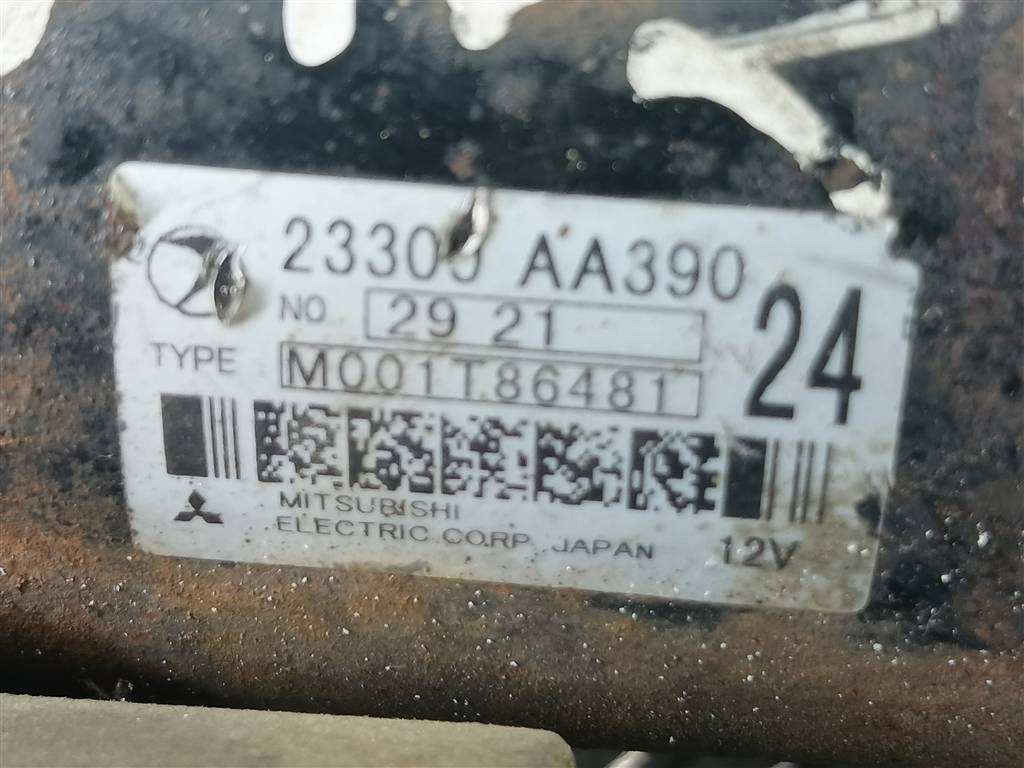 23300 AA390
24
NO 29 21
TYPE M001T86481
MITSUBISHI
ELECTRIC CORP. JAPAN 12V